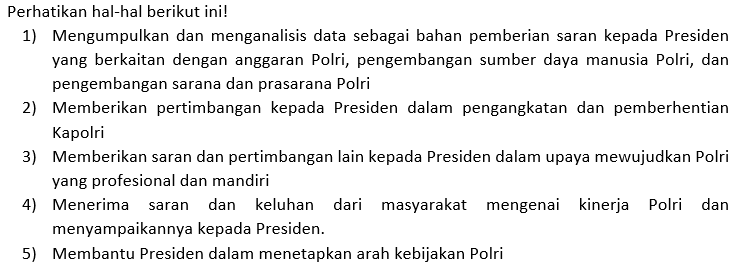 Perhatikan hal-hal berikut ini!
1) Mengumpulkan dan menganalisis data sebagai bahan pemberian saran kepada Presiden
yang berkaitan dengan anggaran Polri, pengembangan sumber daya manusia Polri, dan
pengembangan sarana dan prasarana Polri
2) Memberikan pertimbangan kepada Presiden dalam pengangkatan dan pemberhentian
Kapolri
3) Memberikan saran dan pertimbangan lain kepada Presiden dalam upaya mewujudkan Polri
yang profesional dan mandiri
4) Menerima saran dan keluhan dari masyarakat mengenai kinerja Polri dan
menyampaikannya kepada Presiden.
5) Membantu Presiden dalam menetapkan arah kebijakan Polri